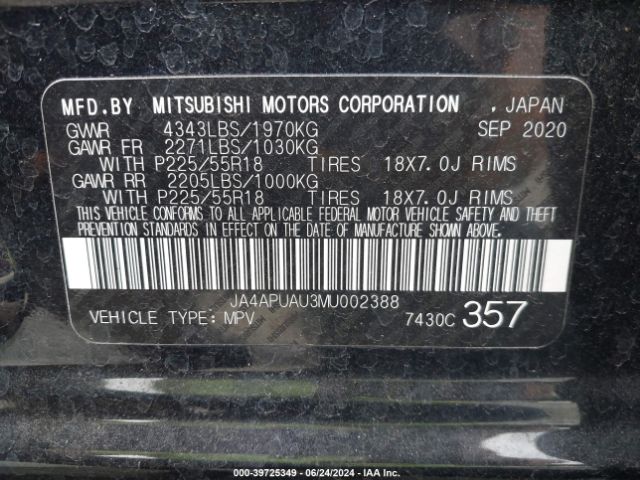 MFD.BY MITSUBISHI MOTORS CORPORATION , JAPAN
GVWR 4343LBS/1970KG SEP 2020
GAWR FR 2271LBS/1030KG
WITH P225/55R18 TIRES 18X7.0J RIMS
GAWR RR 2205LBS/1000KG
WITH P225/55R18 TIRES 18X7.0J RIMS
THIS VEHICLE CONFORMS TO ALL APPLICABLE FEDERAL MOTOR VEHICLE SAFETY AND THEFT
PREVENTION STANDARDS IN EFFECT ON THE DATE OF MANUFACTURE SHOWN ABOVE.
JA4APUAU3MU002388
VEHICLE TYPE: MPV 7430C 357
000-39725349 - 06/24/2024 - IAA Inc.